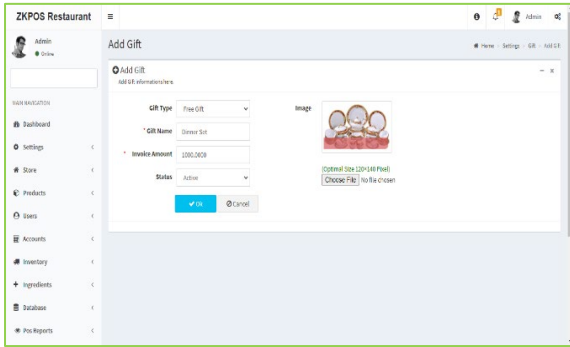 ZKPOS Restaurant
Admin
Admin
Online
Add Gift
Home
Settings
Gift
Add Gift
Add Gift
Add Gift informations here.
MAIN NAVIGATION
Dashboard
Settings
Store
Products
Users
Accounts
Inventory
Ingredients
Database
Pos Reports
Gift Type
Free Gift
* Gift Name
Dinner Set
* Invoice Amount
1000.0000
Status
Active
Ok
Cancel
Image
(Optimal Size 120×140 Pixel)
Choose File No file chosen